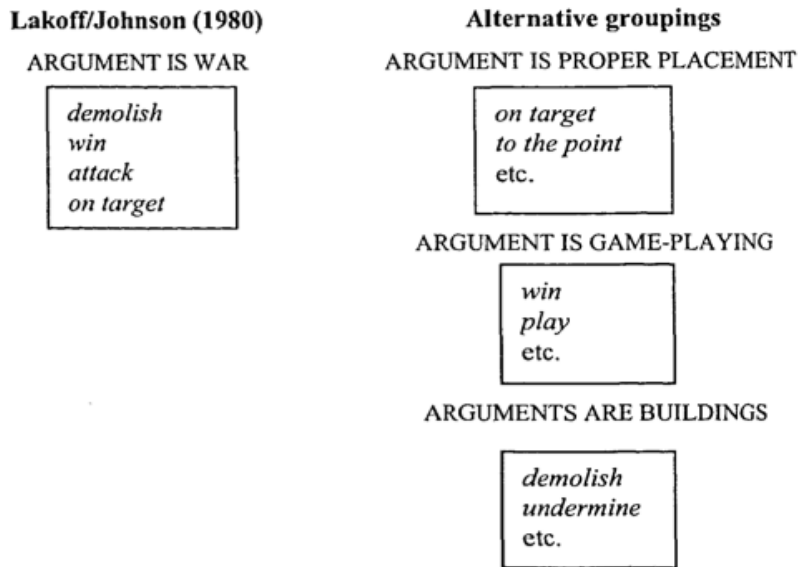 Lakoff/Johnson (1980)
ARGUMENT IS WAR
demolish
win
attack
on target
Alternative groupings
ARGUMENT IS PROPER PLACEMENT
on target
to the point
etc.
ARGUMENT IS GAME-PLAYING
win
play
etc.
ARGUMENTS ARE BUILDINGS
demolish
undermine
etc.